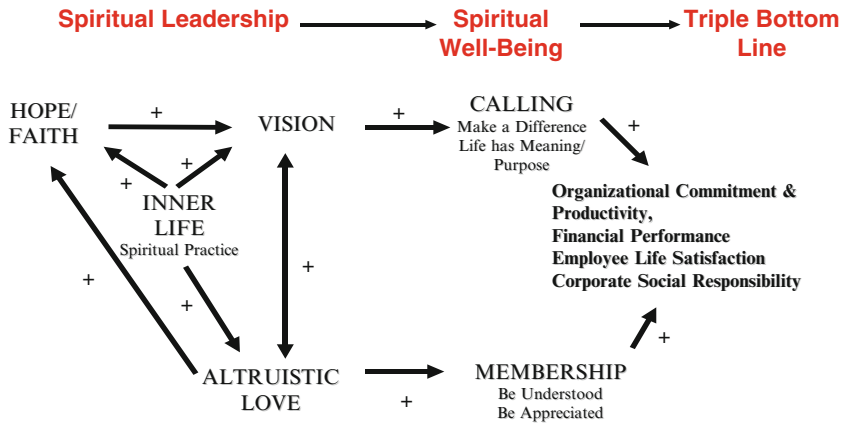 Spiritual Leadership
Spiritual
Well-Being
Triple Bottom
Line
HOPE/
FAITH
+
VISION
+
CALLING
Make a Difference
Life has Meaning/
Purpose
+
+
+
INNER
LIFE
Spiritual Practice
Organizational Commitment &
Productivity,
Financial Performance
Employee Life Satisfaction
Corporate Social Responsibility
+
+
+
+
ALTRUISTIC
LOVE
+
MEMBERSHIP
Be Understood
Be Appreciated